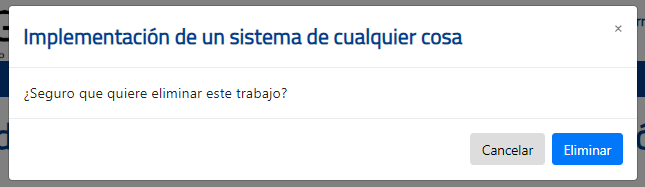 Implementación de un sistema de cualquier cosa
×
¿Seguro que quiere eliminar este trabajo?
Cancelar
Eliminar